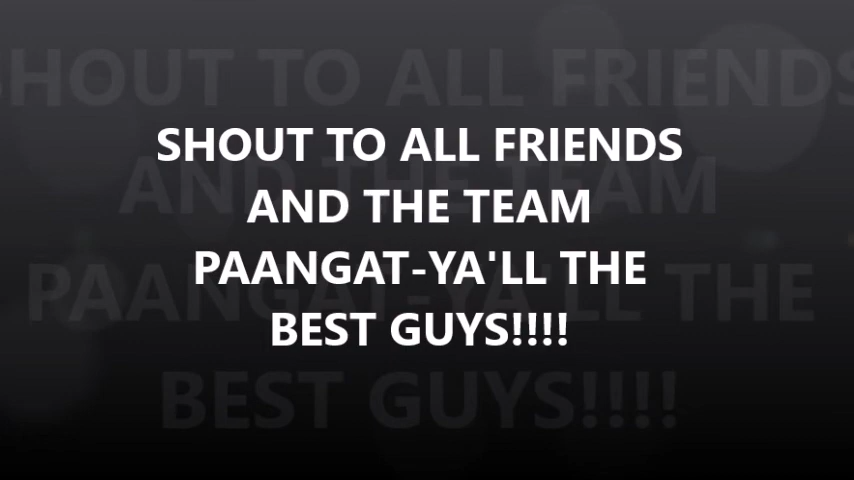 SHOUT TO ALL FRIENDS
AND THE TEAM
PAANGAT-YA'LL THE
BEST GUYS!!!!